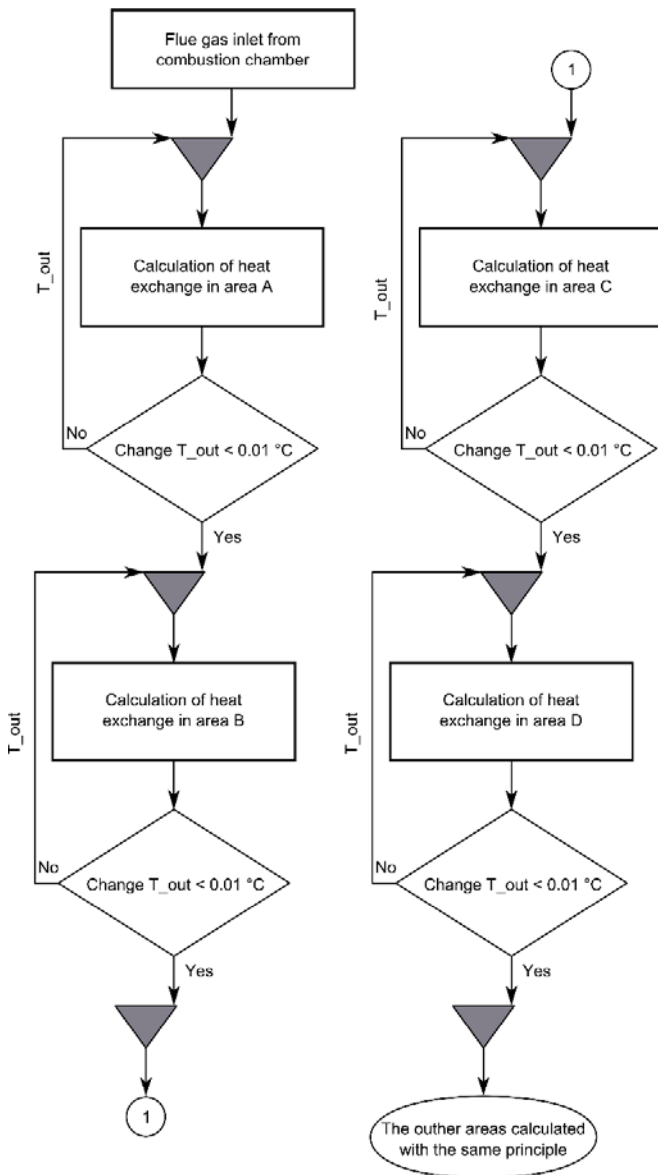 Flue gas inlet from
combustion chamber
T_out
Calculation of heat
exchange in area A
No
Change T_out < 0.01 °C
Yes
T_out
Calculation of heat
exchange in area B
No
Change T_out < 0.01 °C
Yes
1
1
T_out
Calculation of heat
exchange in area C
No
Change T_out < 0.01 °C
Yes
T_out
Calculation of heat
exchange in area D
No
Change T_out < 0.01 °C
Yes
The outher areas calculated
with the same principle